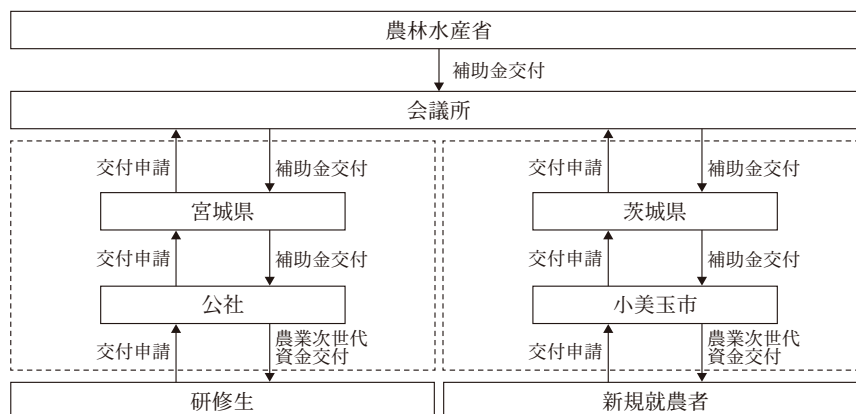 農林水産省
補助金交付
会議所
交付申請
補助金交付
交付申請
補助金交付
宮城県
茨城県
交付申請
補助金交付
交付申請
補助金交付
公社
小美玉市
交付申請
農業次世代
資金交付
交付申請
農業次世代
資金交付
研修生
新規就農者